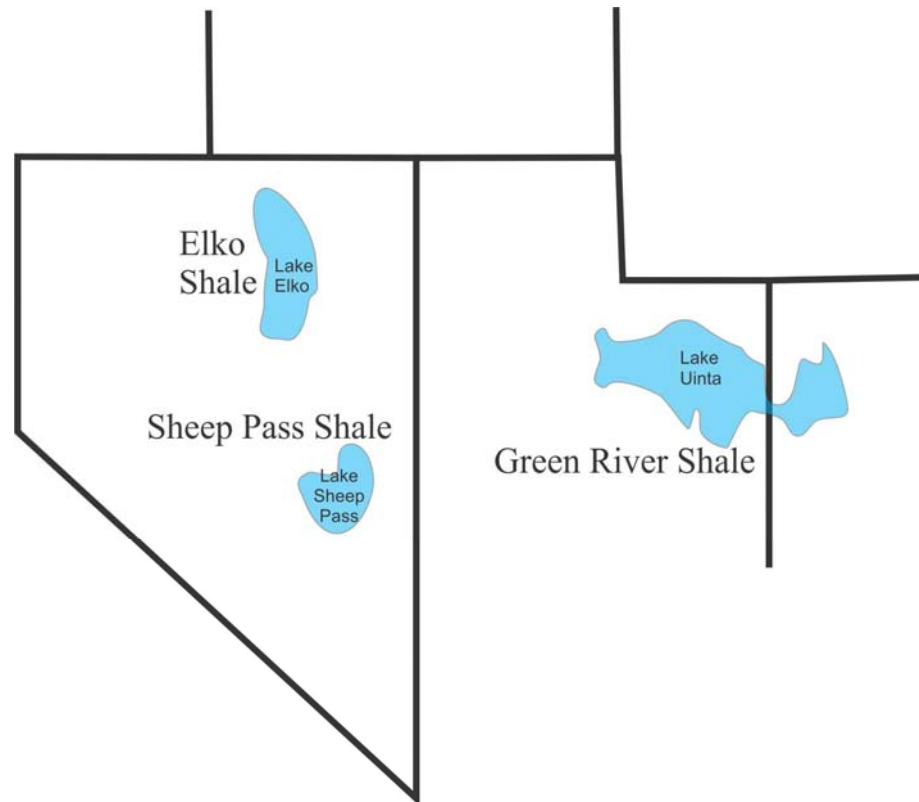 Elko
Shale
Lake
Elko
Lake
Uinta
Sheep Pass Shale
Green River Shale
Lake
Sheep
Pass